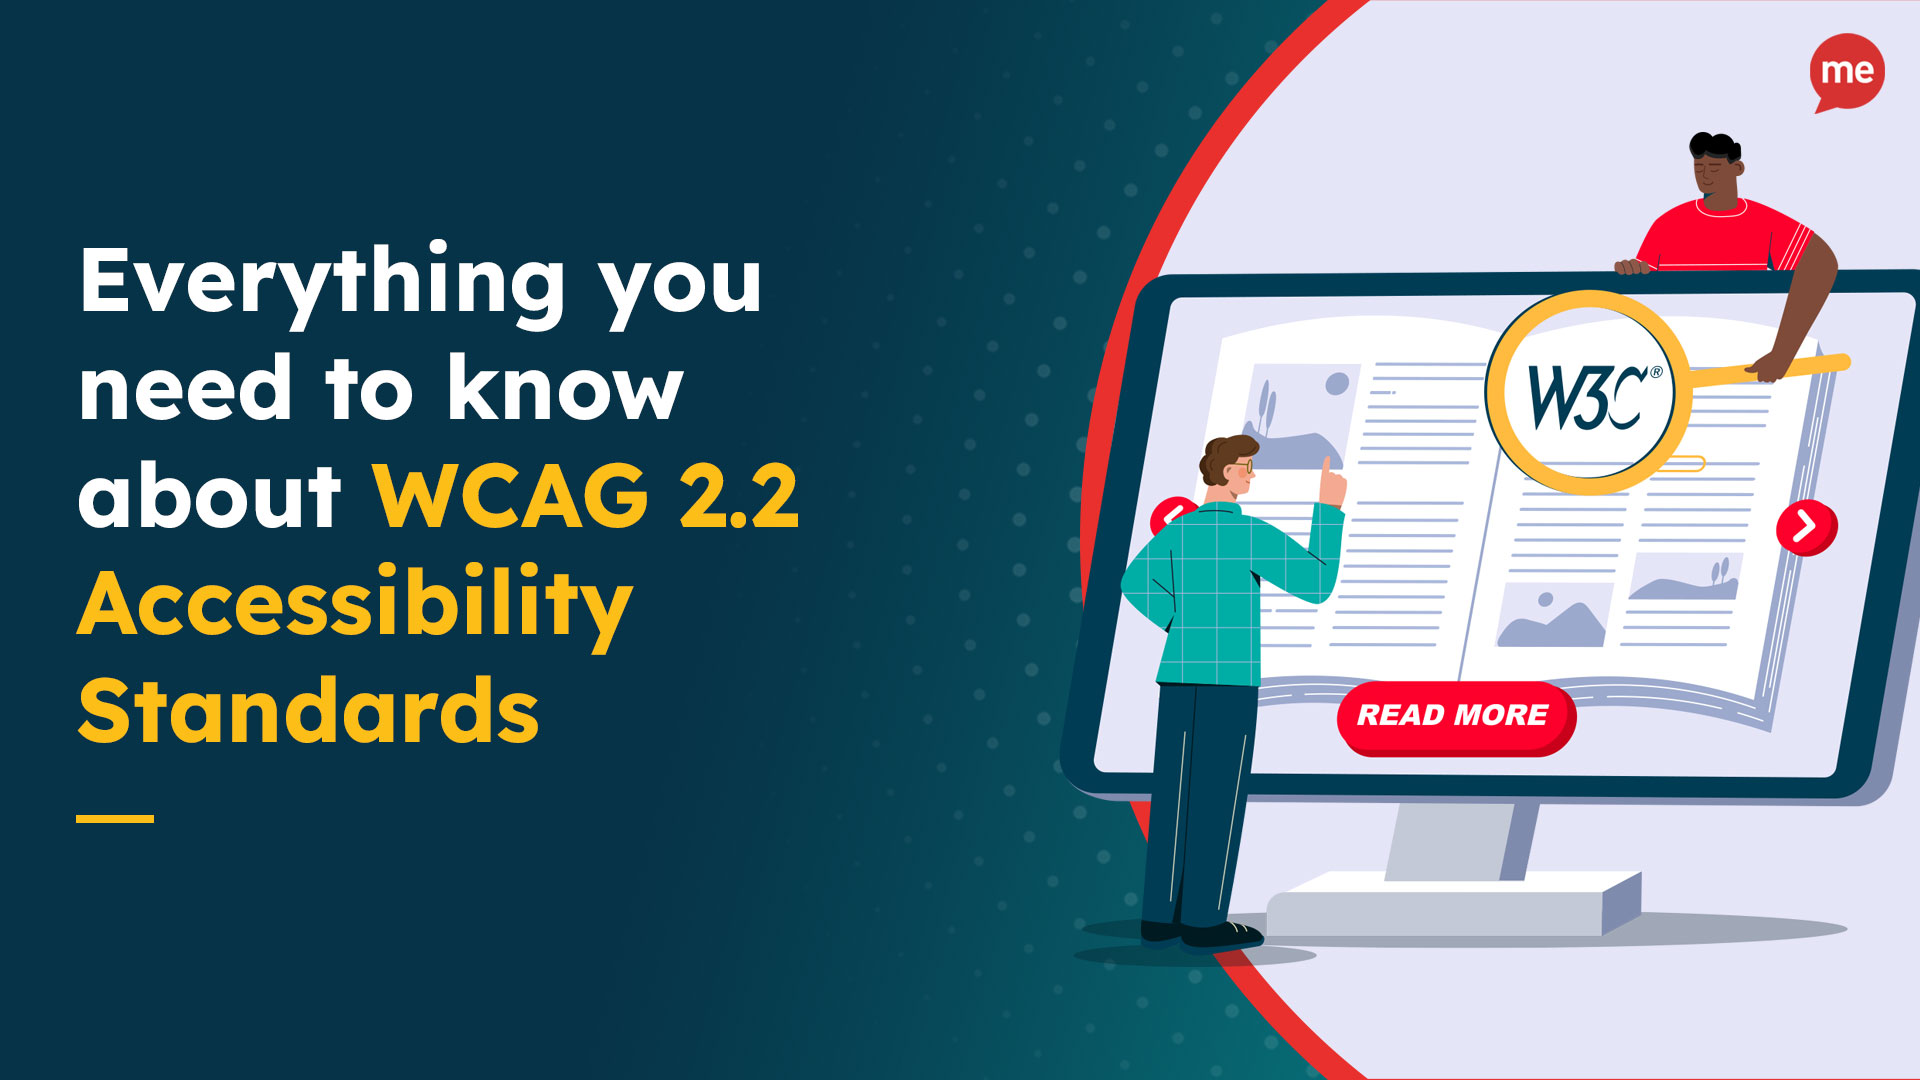 Everything you
need to know
about WCAG 2.2
Accessibility
Standards
me
W3C®
READ MORE